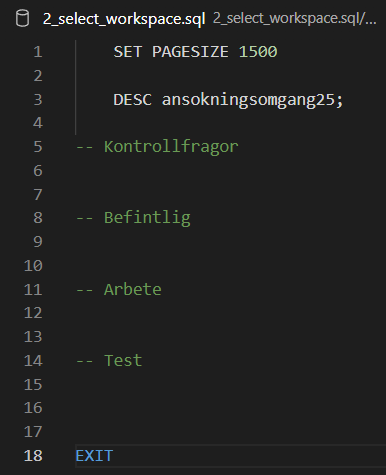 2_select_workspace.sql 2_select_workspace.sql/...
1 SET PAGESIZE 1500
2
3 DESC ansokningsomgang25;
4
5 -- Kontrollfragor
6
7
8 -- Befintlig
9
10
11 -- Arbete
12
13
14 -- Test
15
16
17
18 EXIT